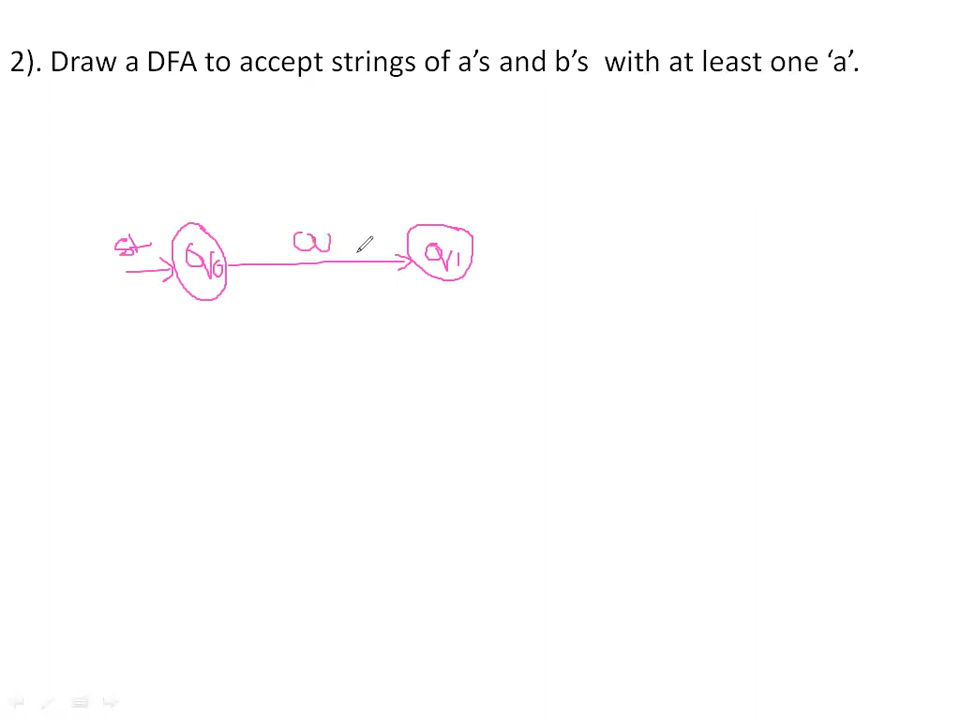 2). Draw a DFA to accept strings of a’s and b’s  with at least one ‘a’.
st
q0
a
q1